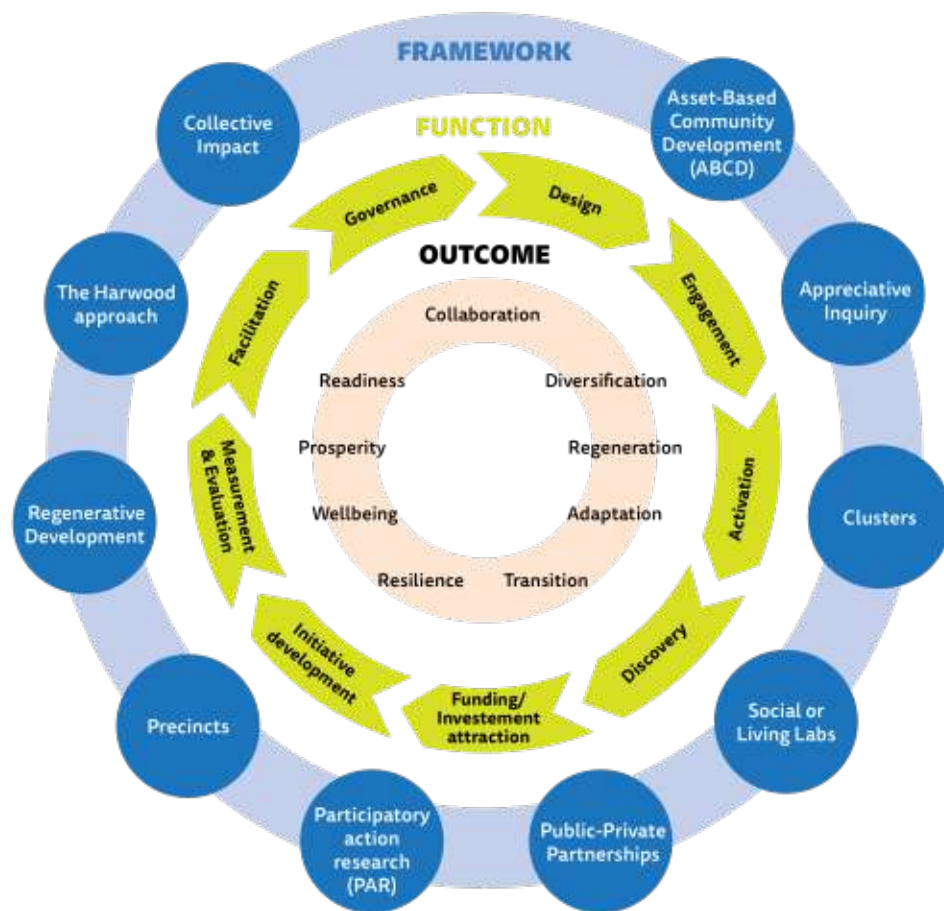 FRAMEWORK
Asset-Based
Community
Development
(ABCD)
Appreciative
Inquiry
Clusters
Social or
Living Labs
Public-Private
Partnerships
Participatory
action
research
(PAR)
Precincts
Regenerative
Development
The Harwood
approach
Collective
Impact
FUNCTION
Design
Engagement
Activation
Discovery
Funding/
Investement
attraction
Initiative
development
Measurement
& Evaluation
Facilitation
Governance
OUTCOME
Collaboration
Diversification
Regeneration
Adaptation
Transition
Resilience
Wellbeing
Prosperity
Readiness